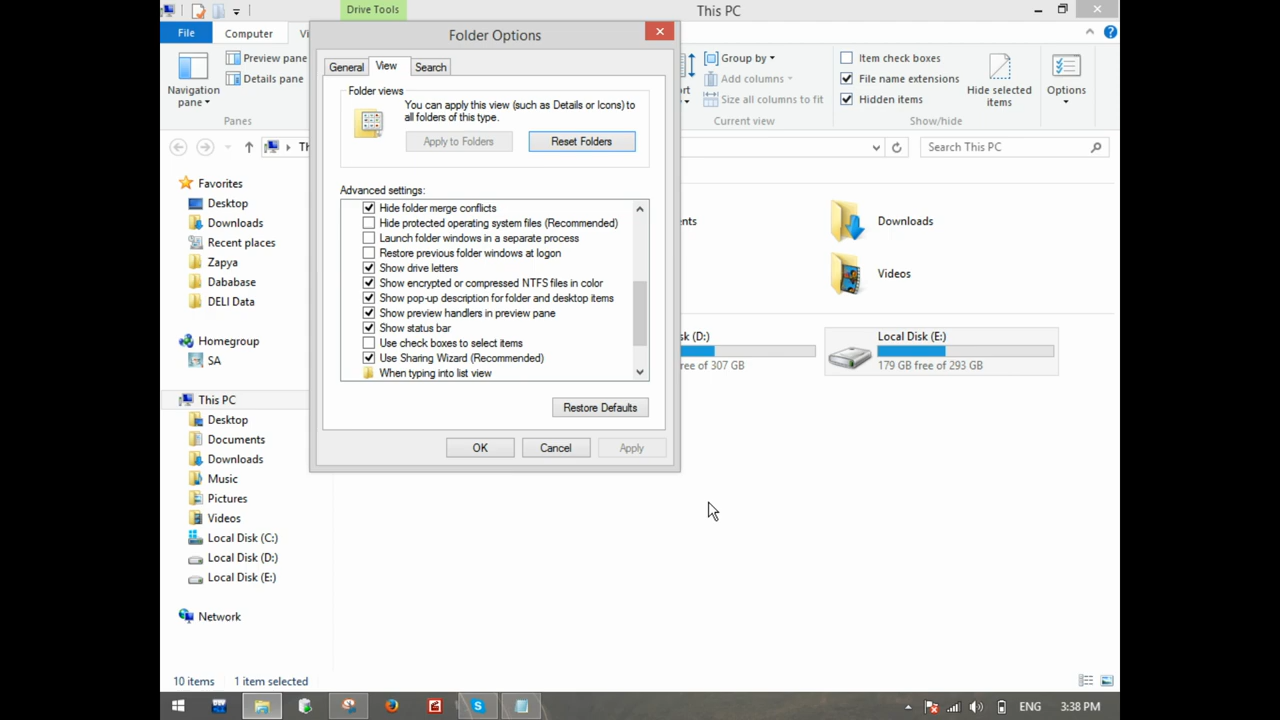 Drive Tools
This PC
File
Computer
Vi
Navigation pane
Preview pane
Details pane
Panes
Folder Options
General
View
Search
Folder views
You can apply this view (such as Details or Icons) to
all folders of this type.
Apply to Folders
Reset Folders
Advanced settings:
Hide folder merge conflicts
Hide protected operating system files (Recommended)
Launch folder windows in a separate process
Restore previous folder windows at logon
Show drive letters
Show encrypted or compressed NTFS files in color
Show pop-up description for folder and desktop items
Show preview handlers in preview pane
Show status bar
Use check boxes to select items
Use Sharing Wizard (Recommended)
When typing into list view
Restore Defaults
OK
Cancel
Apply
ort
Group by
Add columns
Size all columns to fit
Current view
Item check boxes
File name extensions
Hidden items
Hide selected
items
Show/hide
Options
Th
Search This PC
Favorites
Desktop
Downloads
Recent places
Zapya
Dababase
DELI Data
Homegroup
SA
This PC
Desktop
Documents
Downloads
Music
Pictures
Videos
Local Disk (C:)
Local Disk (D:)
Local Disk (E:)
Network
ents
Downloads
Videos
sk (D:)
ree of 307 GB
Local Disk (E:)
179 GB free of 293 GB
10 items
1 item selected
ENG
3:38 PM